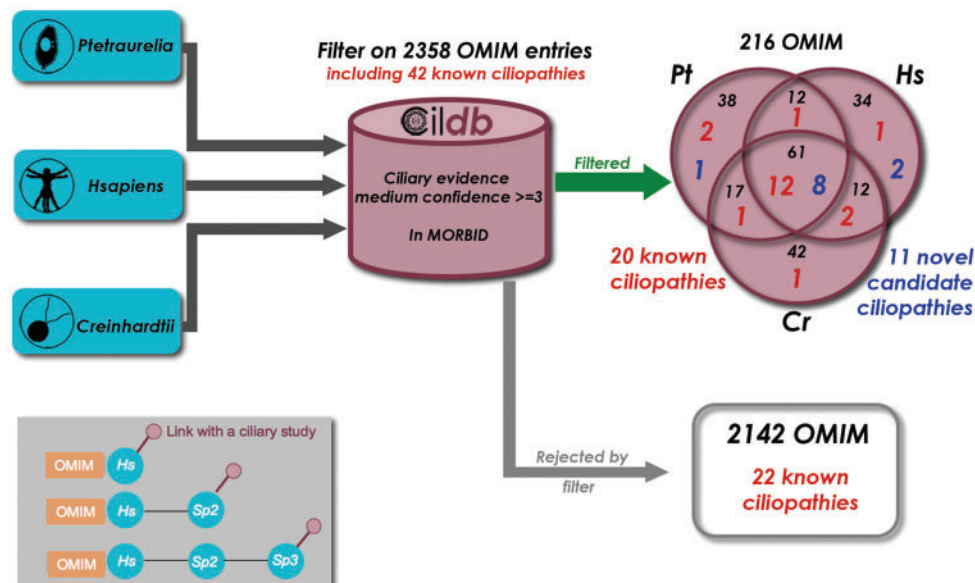 Ptetraurelia
Hsapiens
Creinhardtii
Filter on 2358 OMIM entries
including 42 known ciliopathies
Cildb
Ciliary evidence
medium confidence >=3
In MORBID
Filtered
216 OMIM
Pt
Hs
38
12
34
2
1
1
1
61
2
12
8
17
12
1
2
42
1
20 known
ciliopathies
11 novel
candidate
ciliopathies
Cr
Rejected by
filter
2142 OMIM
22 known
ciliopathies
Link with a ciliary study
OMIM Hs
OMIM Hs Sp2
OMIM Hs Sp2 Sp3